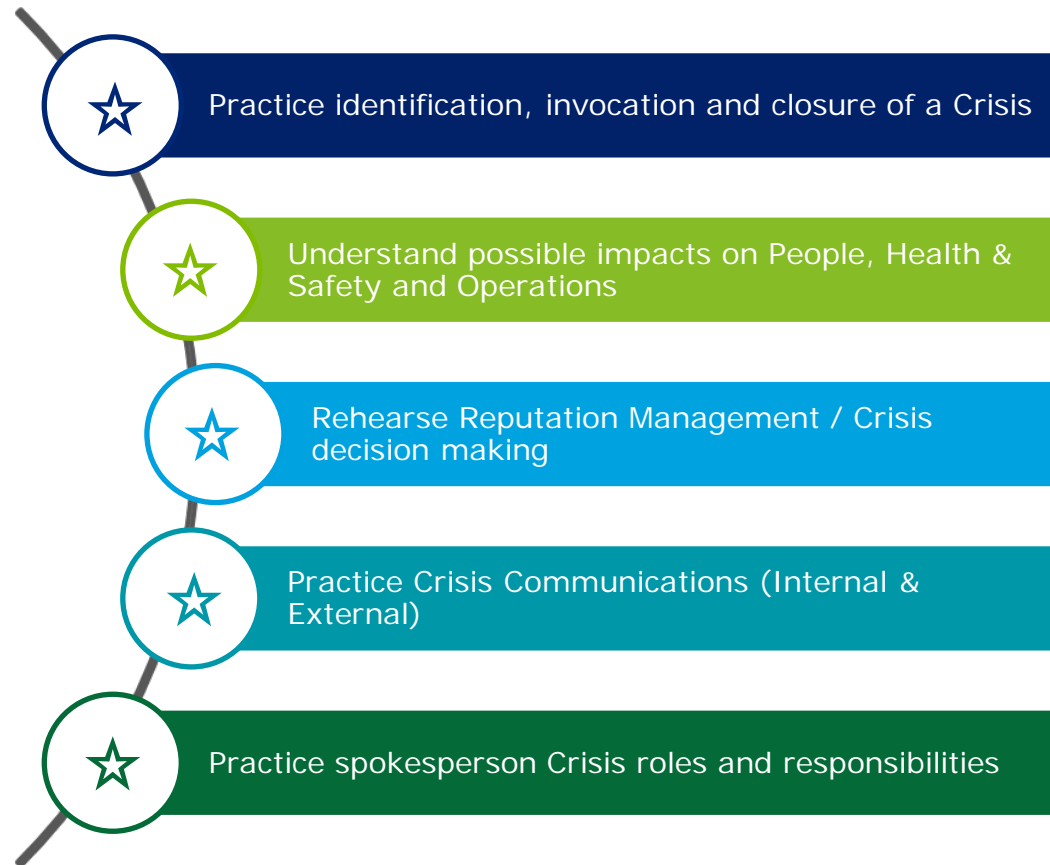 Practice identification, invocation and closure of a Crisis
Understand possible impacts on People, Health &
Safety and Operations
Rehearse Reputation Management / Crisis
decision making
Practice Crisis Communications (Internal &
External)
Practice spokesperson Crisis roles and responsibilities